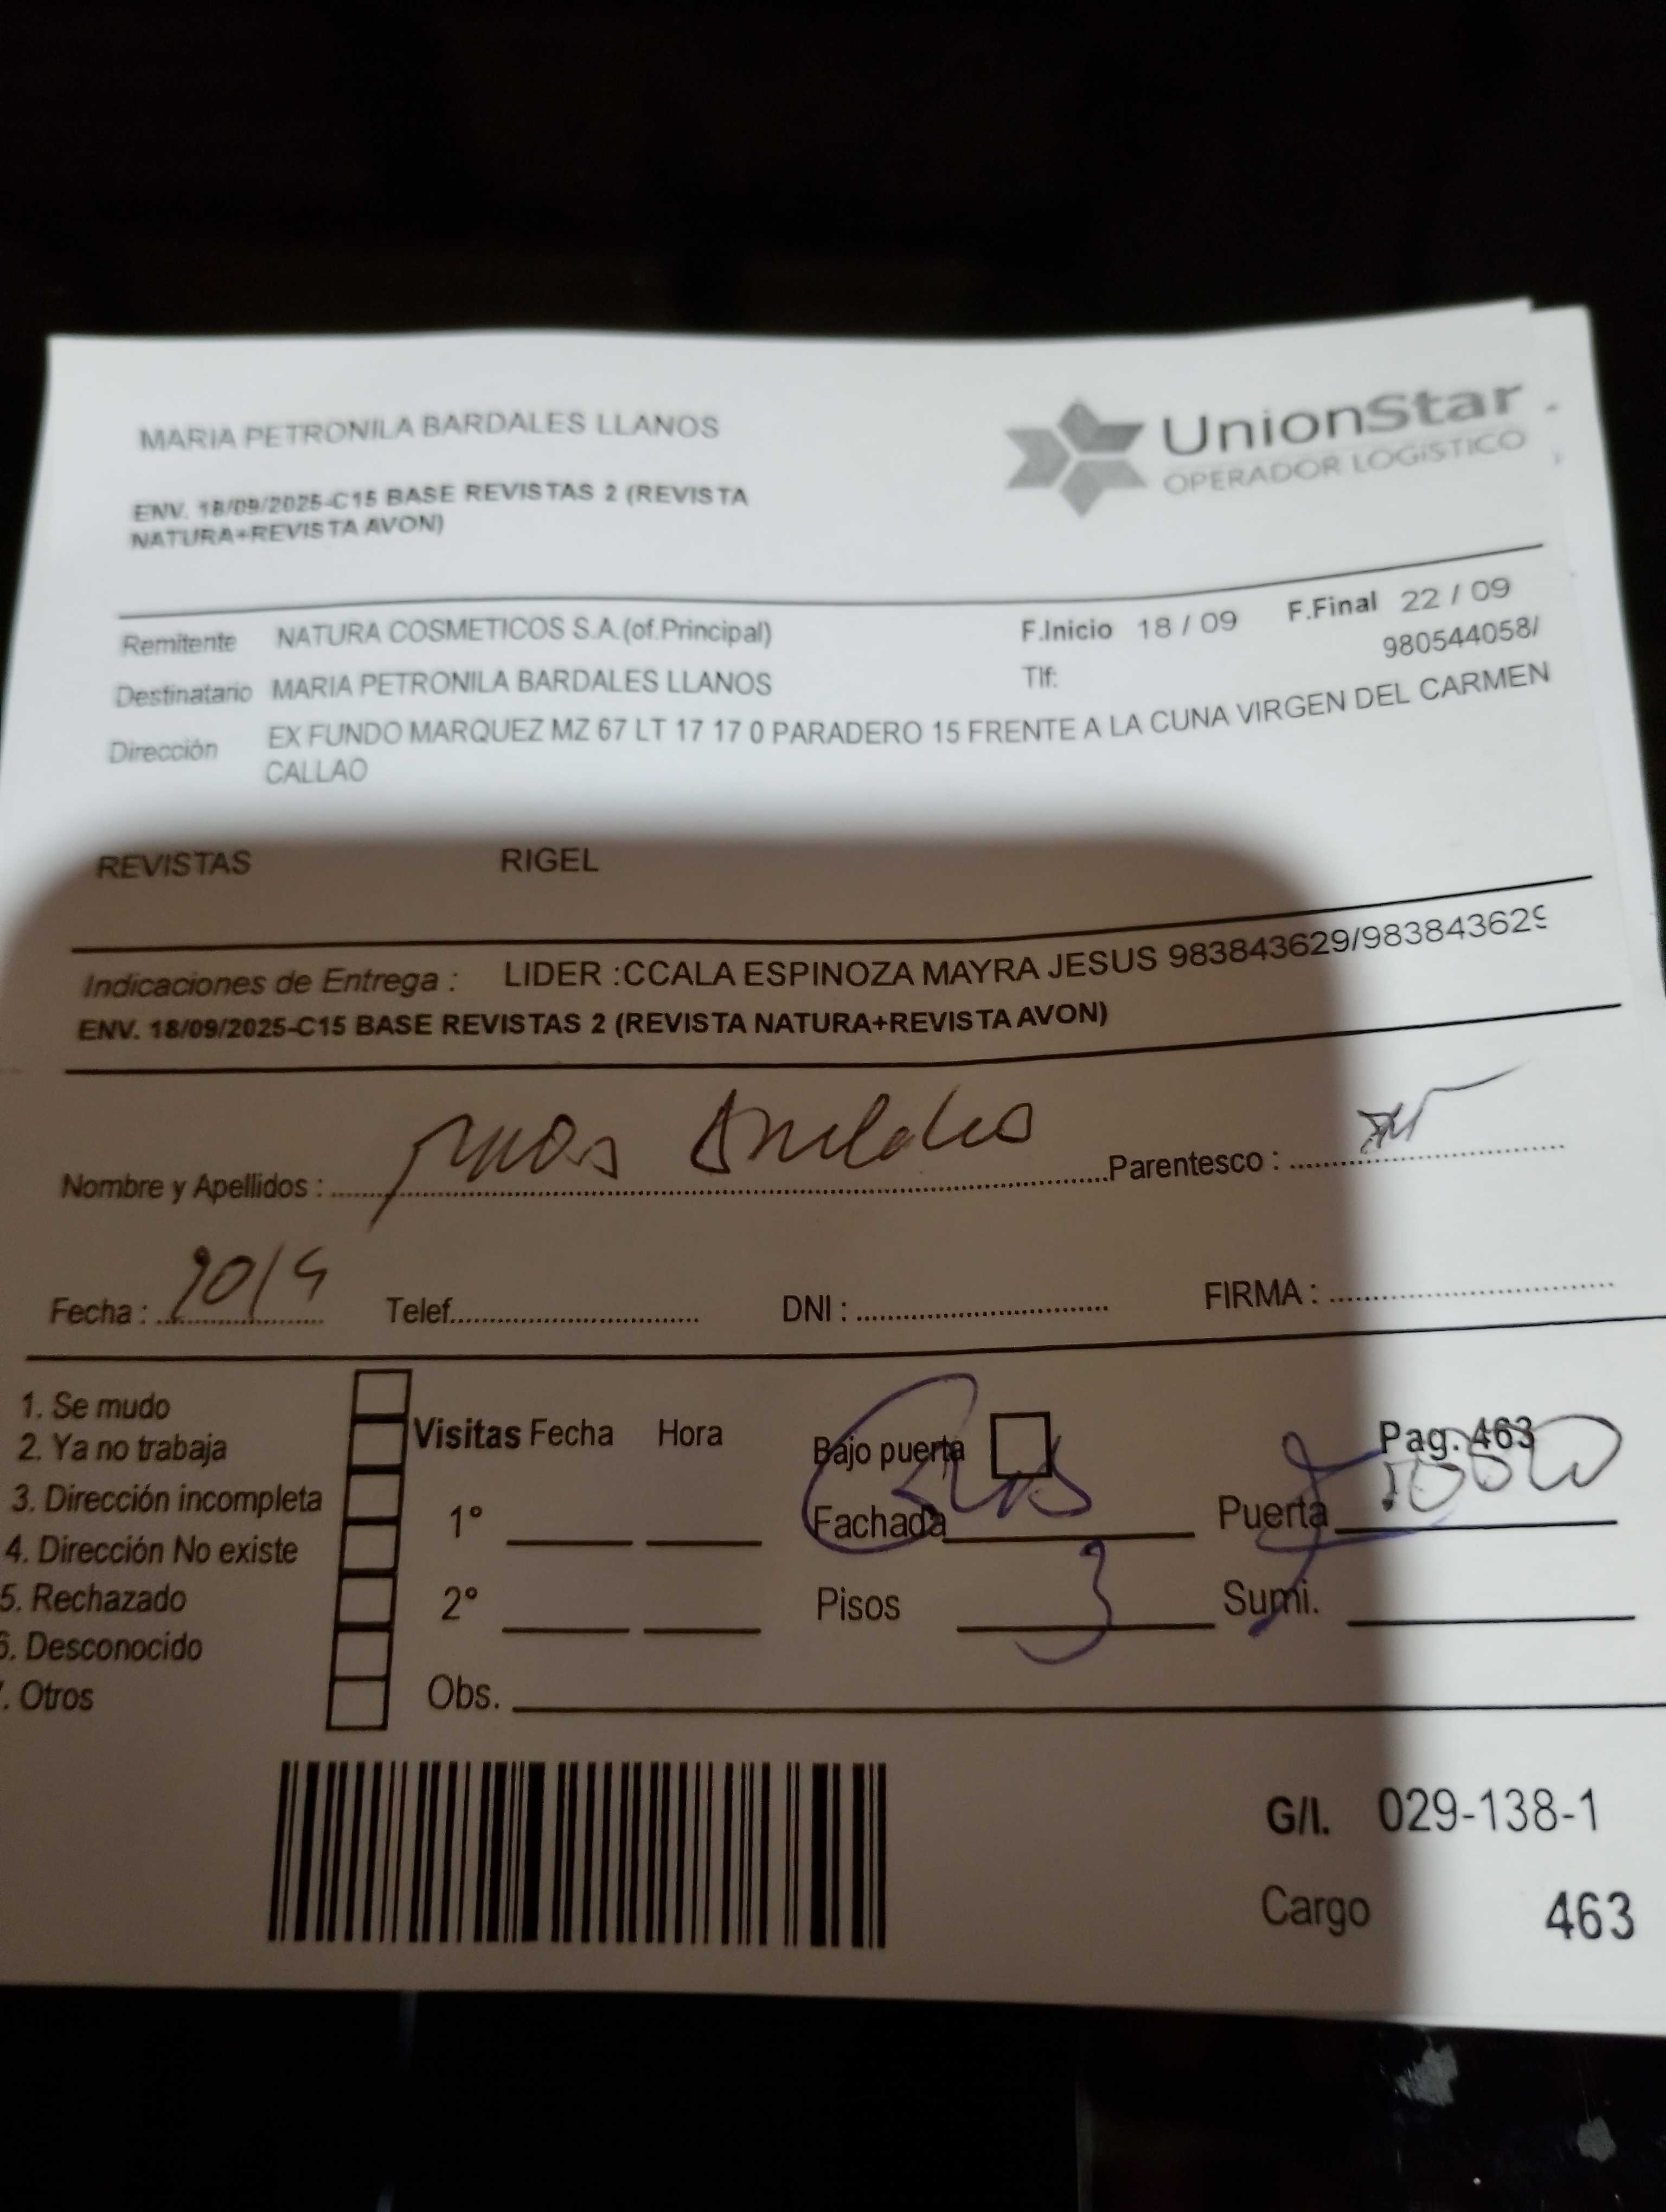 MARIA PETRONILA BARDALES LLANOS
UnionStar
OPERADOR LOGÍSTICO
ENV. 18/09/2025-C15 BASE REVISTAS 2 (REVISTA
NATURA+REVISTA AVON)
Remitente NATURA COSMETICOS S.A.(of.Principal) F.Inicio 18 / 09 F.Final 22 / 09
Destinatario MARIA PETRONILA BARDALES LLANOS Tlf: 980544058/
Dirección EX FUNDO MARQUEZ MZ 67 LT 17 17 0 PARADERO 15 FRENTE A LA CUNA VIRGEN DEL CARMEN
CALLAO
REVISTAS RIGEL
Indicaciones de Entrega : LIDER :CCALA ESPINOZA MAYRA JESUS 983843629/983843629
ENV. 18/09/2025-C15 BASE REVISTAS 2 (REVISTA NATURA+REVISTA AVON)
Nombre y Apellidos : Parentesco :
Fecha : 20/9 Telef. DNI : FIRMA :
1. Se mudo
2. Ya no trabaja
3. Dirección incompleta
4. Dirección No existe
5. Rechazado
6. Desconocido
. Otros
Visitas Fecha Hora
1°
2°
Obs.
Bajo puerta Pag. 463
Fachada Puerta
Pisos 3 Sumi.
G/I. 029-138-1
Cargo 463